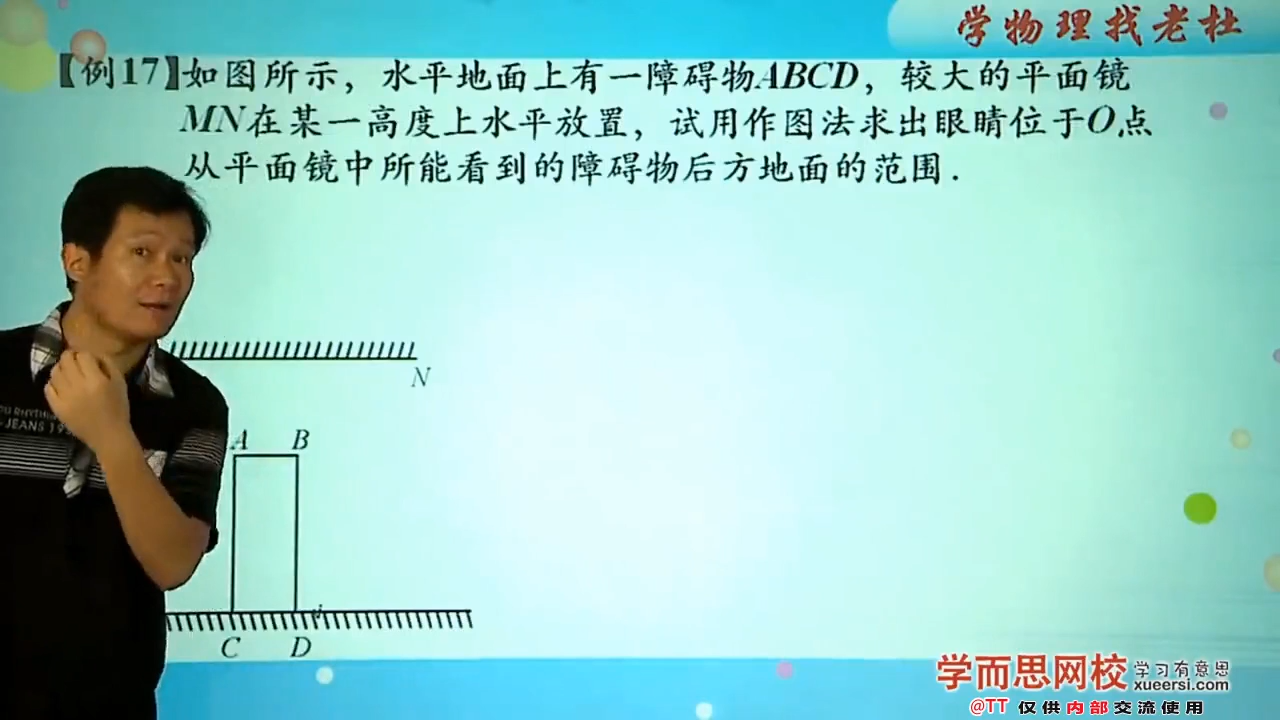 学物理找老杜
【例17】如图所示，水平地面上有一障碍物ABCD，较大的平面镜
MN在某一高度上水平放置，试用作图法求出眼睛位于O点
从平面镜中所能看到的障碍物后方地面的范围．
N
A B
C D
JEANS
学而思网校 学习有意思
xueersi.com
@TT 仅供内部交流使用